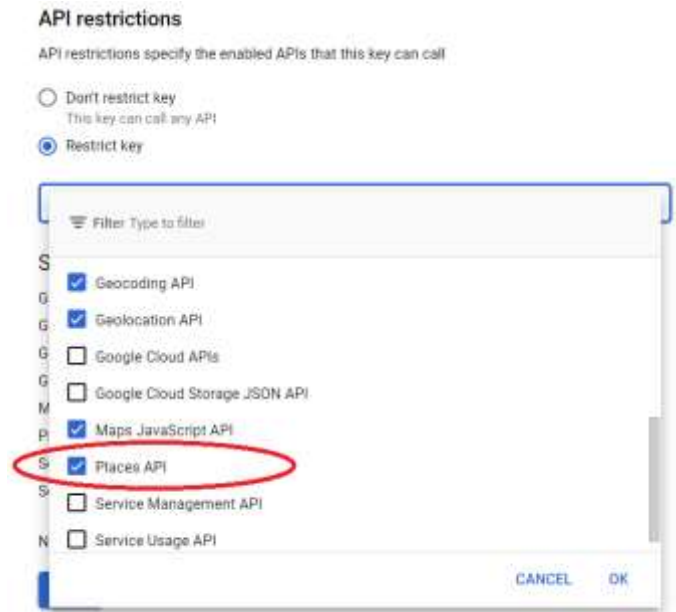 API restrictions
API restrictions specify the enabled APIs that this key can call
Don't restrict key
This key can call any API
Restrict key
Filter Type to filter
S
Geocoding API
G
Geolocation API
G
G
Google Cloud APIs
G
Google Cloud Storage JSON API
M
Maps JavaScript API
P
Places API
S
S
Service Management API
N
Service Usage API
CANCEL OK